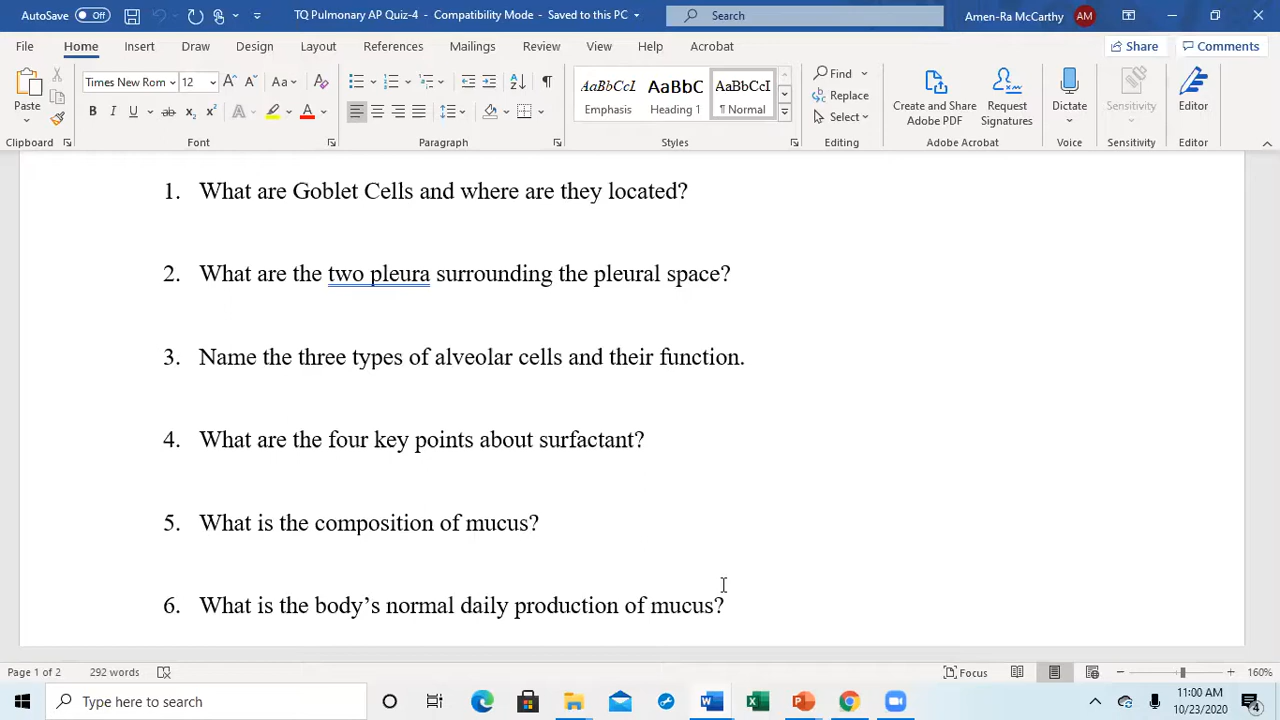 AutoSave Off TQ Pulmonary AP Quiz-4 - Compatibility Mode - Saved to this PC Search Amen-Ra McCarthy AM
File Home Insert Draw Design Layout References Mailings Review View Help Acrobat Share Comments
Times New Rom 12 Aa AaBbCcI AaBbC AaBbCcI Find
Paste B I U ab x2 x2 A A Emphasis Heading 1 ¶ Normal Replace Select Create and Share Adobe PDF Request Signatures Dictate Sensitivity Editor
Clipboard Font Paragraph Styles Editing Adobe Acrobat Voice Sensitivity Editor
1. What are Goblet Cells and where are they located?
2. What are the two pleura surrounding the pleural space?
3. Name the three types of alveolar cells and their function.
4. What are the four key points about surfactant?
5. What is the composition of mucus?
6. What is the body’s normal daily production of mucus?
Page 1 of 2 292 words Focus 160%
Type here to search 11:00 AM
10/23/2020 4